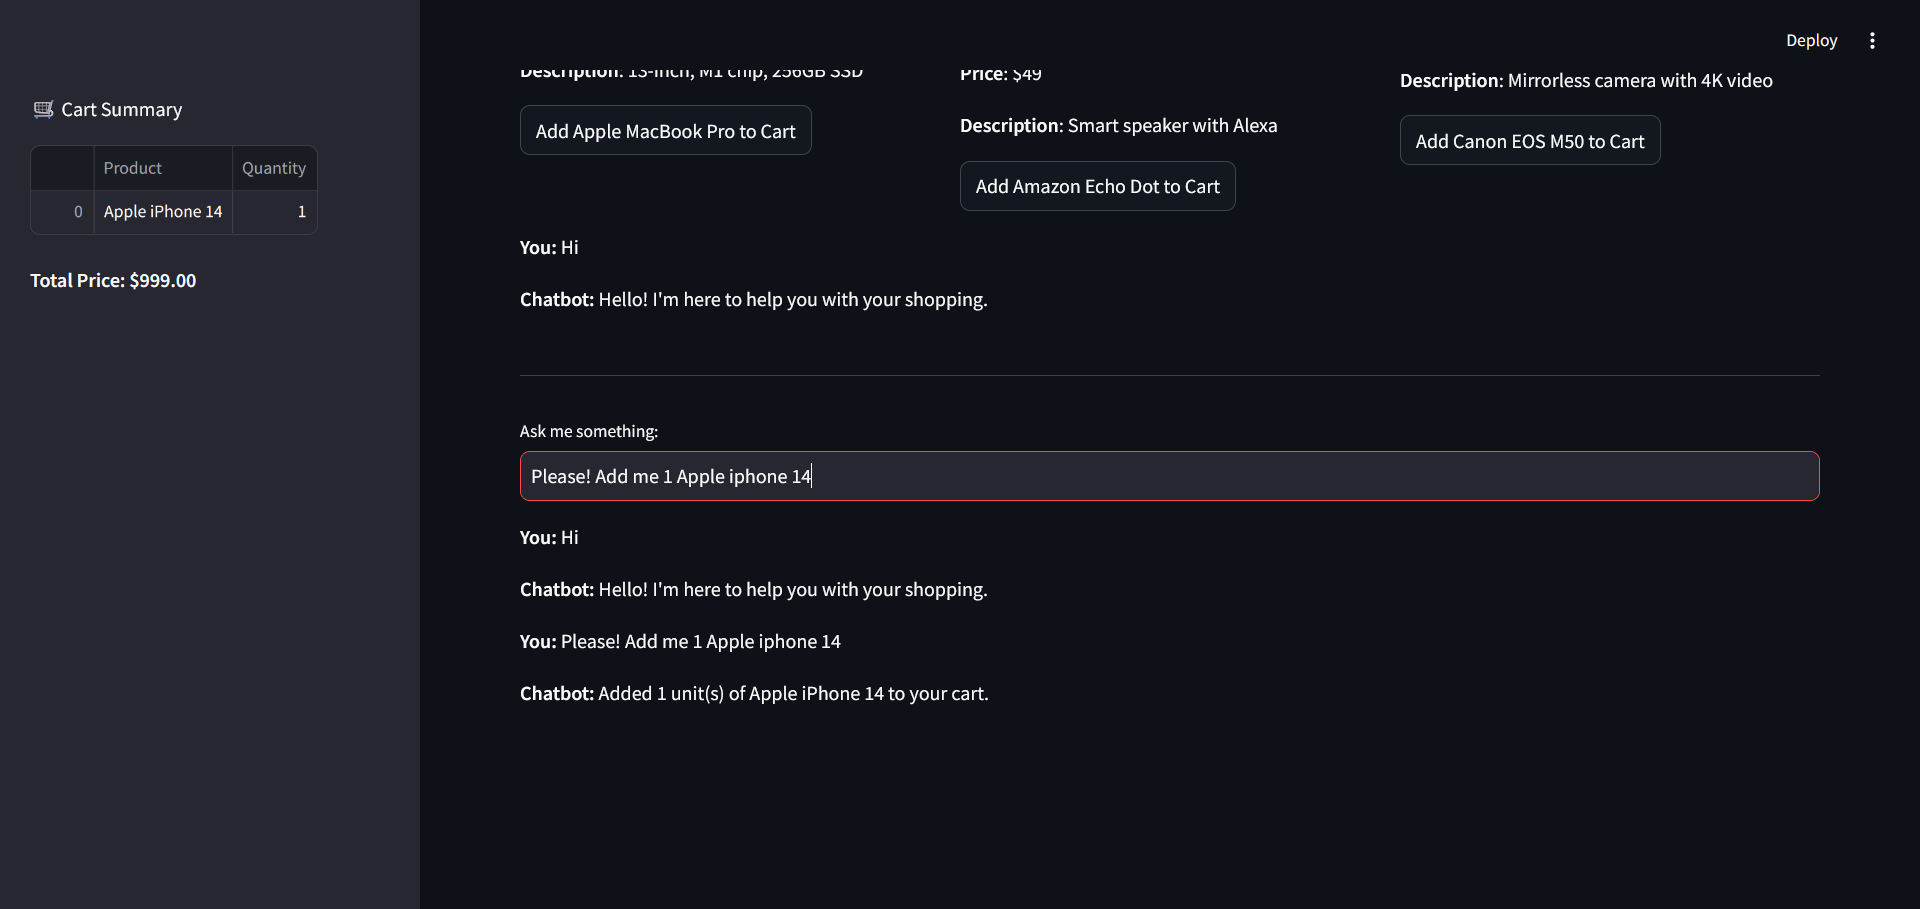 Deploy
Cart Summary
Product Quantity
0 Apple iPhone 14 1
Total Price: $999.00
Description: 13-inch, M1 chip, 256GB SSD
Add Apple MacBook Pro to Cart
Price: $49
Description: Smart speaker with Alexa
Add Amazon Echo Dot to Cart
Description: Mirrorless camera with 4K video
Add Canon EOS M50 to Cart
You: Hi
Chatbot: Hello! I'm here to help you with your shopping.
Ask me something:
Please! Add me 1 Apple iphone 14
You: Hi
Chatbot: Hello! I'm here to help you with your shopping.
You: Please! Add me 1 Apple iphone 14
Chatbot: Added 1 unit(s) of Apple iPhone 14 to your cart.